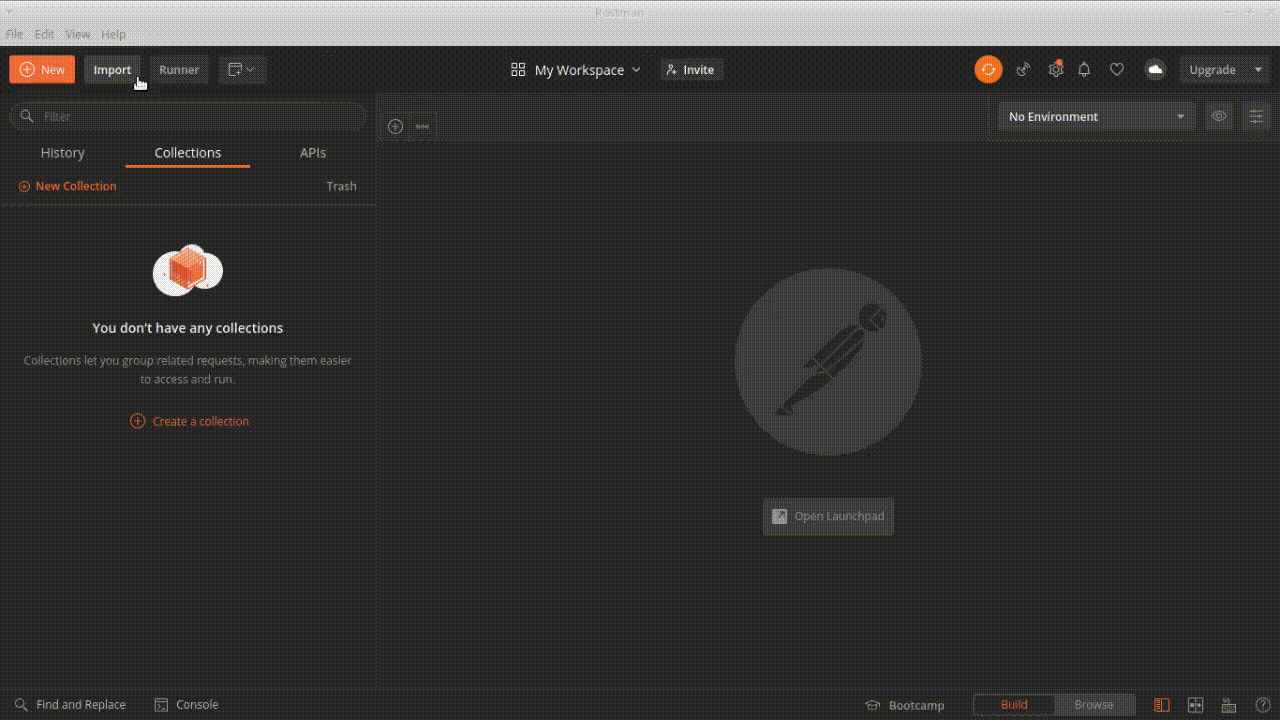 Postman
File Edit View Help
New Import Runner My Workspace Invite Upgrade
Filter
No Environment
History Collections APIs
New Collection Trash
You don't have any collections
Collections let you group related requests, making them easier
to access and run.
Create a collection
Open Launchpad
Find and Replace Console Bootcamp Build Browse